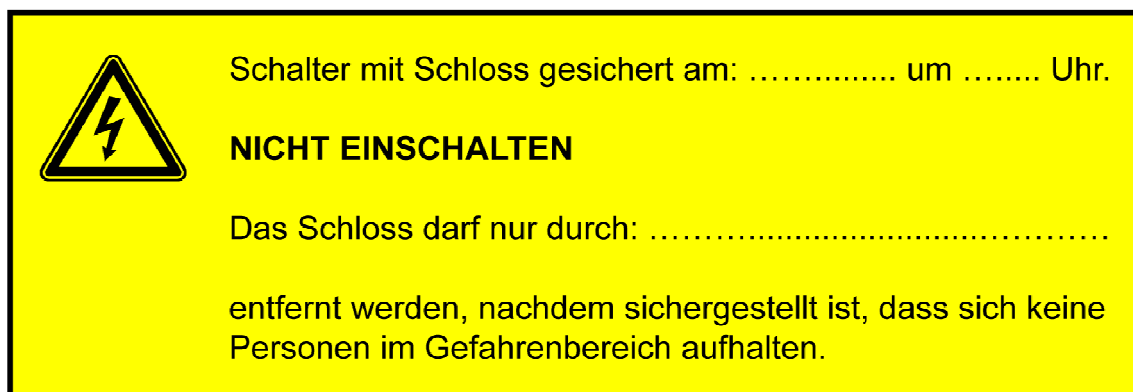 Schalter mit Schloss gesichert am: ……......... um …..... Uhr.
NICHT EINSCHALTEN
Das Schloss darf nur durch: ………........................…………
entfernt werden, nachdem sichergestellt ist, dass sich keine
Personen im Gefahrenbereich aufhalten.